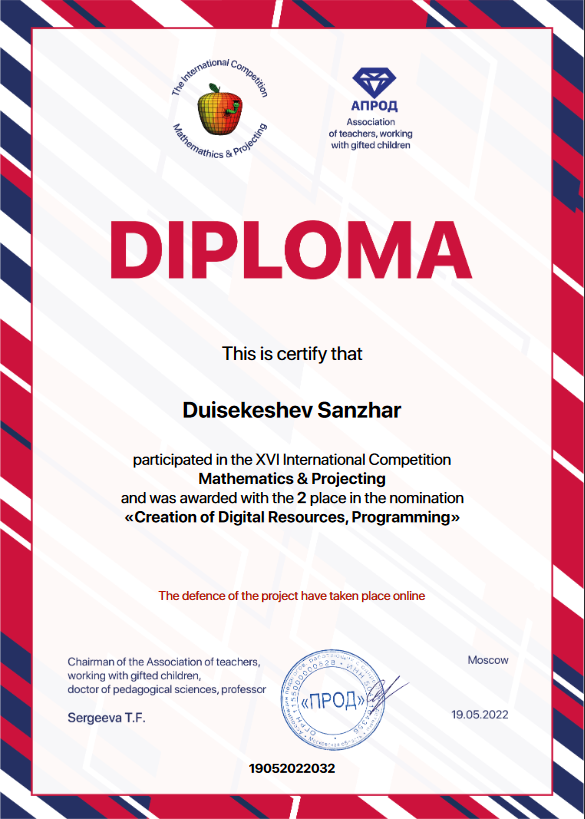 The International Competition
Mathemathics & Projecting
АПРОД
Association
of teachers, working
with gifted children
DIPLOMA
This is certify that
Duisekeshev Sanzhar
participated in the XVI International Competition
Mathematics & Projecting
and was awarded with the 2 place in the nomination
«Creation of Digital Resources, Programming»
The defence of the project have taken place online
Chairman of the Association of teachers,
working with gifted children,
doctor of pedagogical sciences, professor
Sergeeva T.F.
«ПРОД»
Moscow
19.05.2022
19052022032